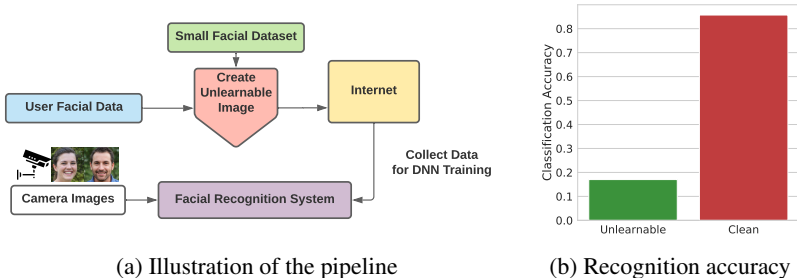 Small Facial Dataset
Create
Unlearnable
Image
User Facial Data
Internet
Collect Data
for DNN Training
Camera Images
Facial Recognition System
(a) Illustration of the pipeline
Classification Accuracy
0.8
0.7
0.6
0.5
0.4
0.3
0.2
0.1
0.0
Unlearnable
Clean
(b) Recognition accuracy